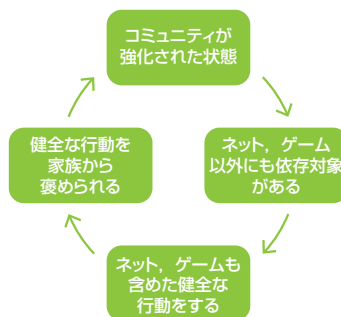 コミュニティが
強化された状態
健全な行動を
家族から
褒められる
ネット，ゲーム
以外にも依存対象
がある
ネット，ゲームも
含めた健全な
行動をする